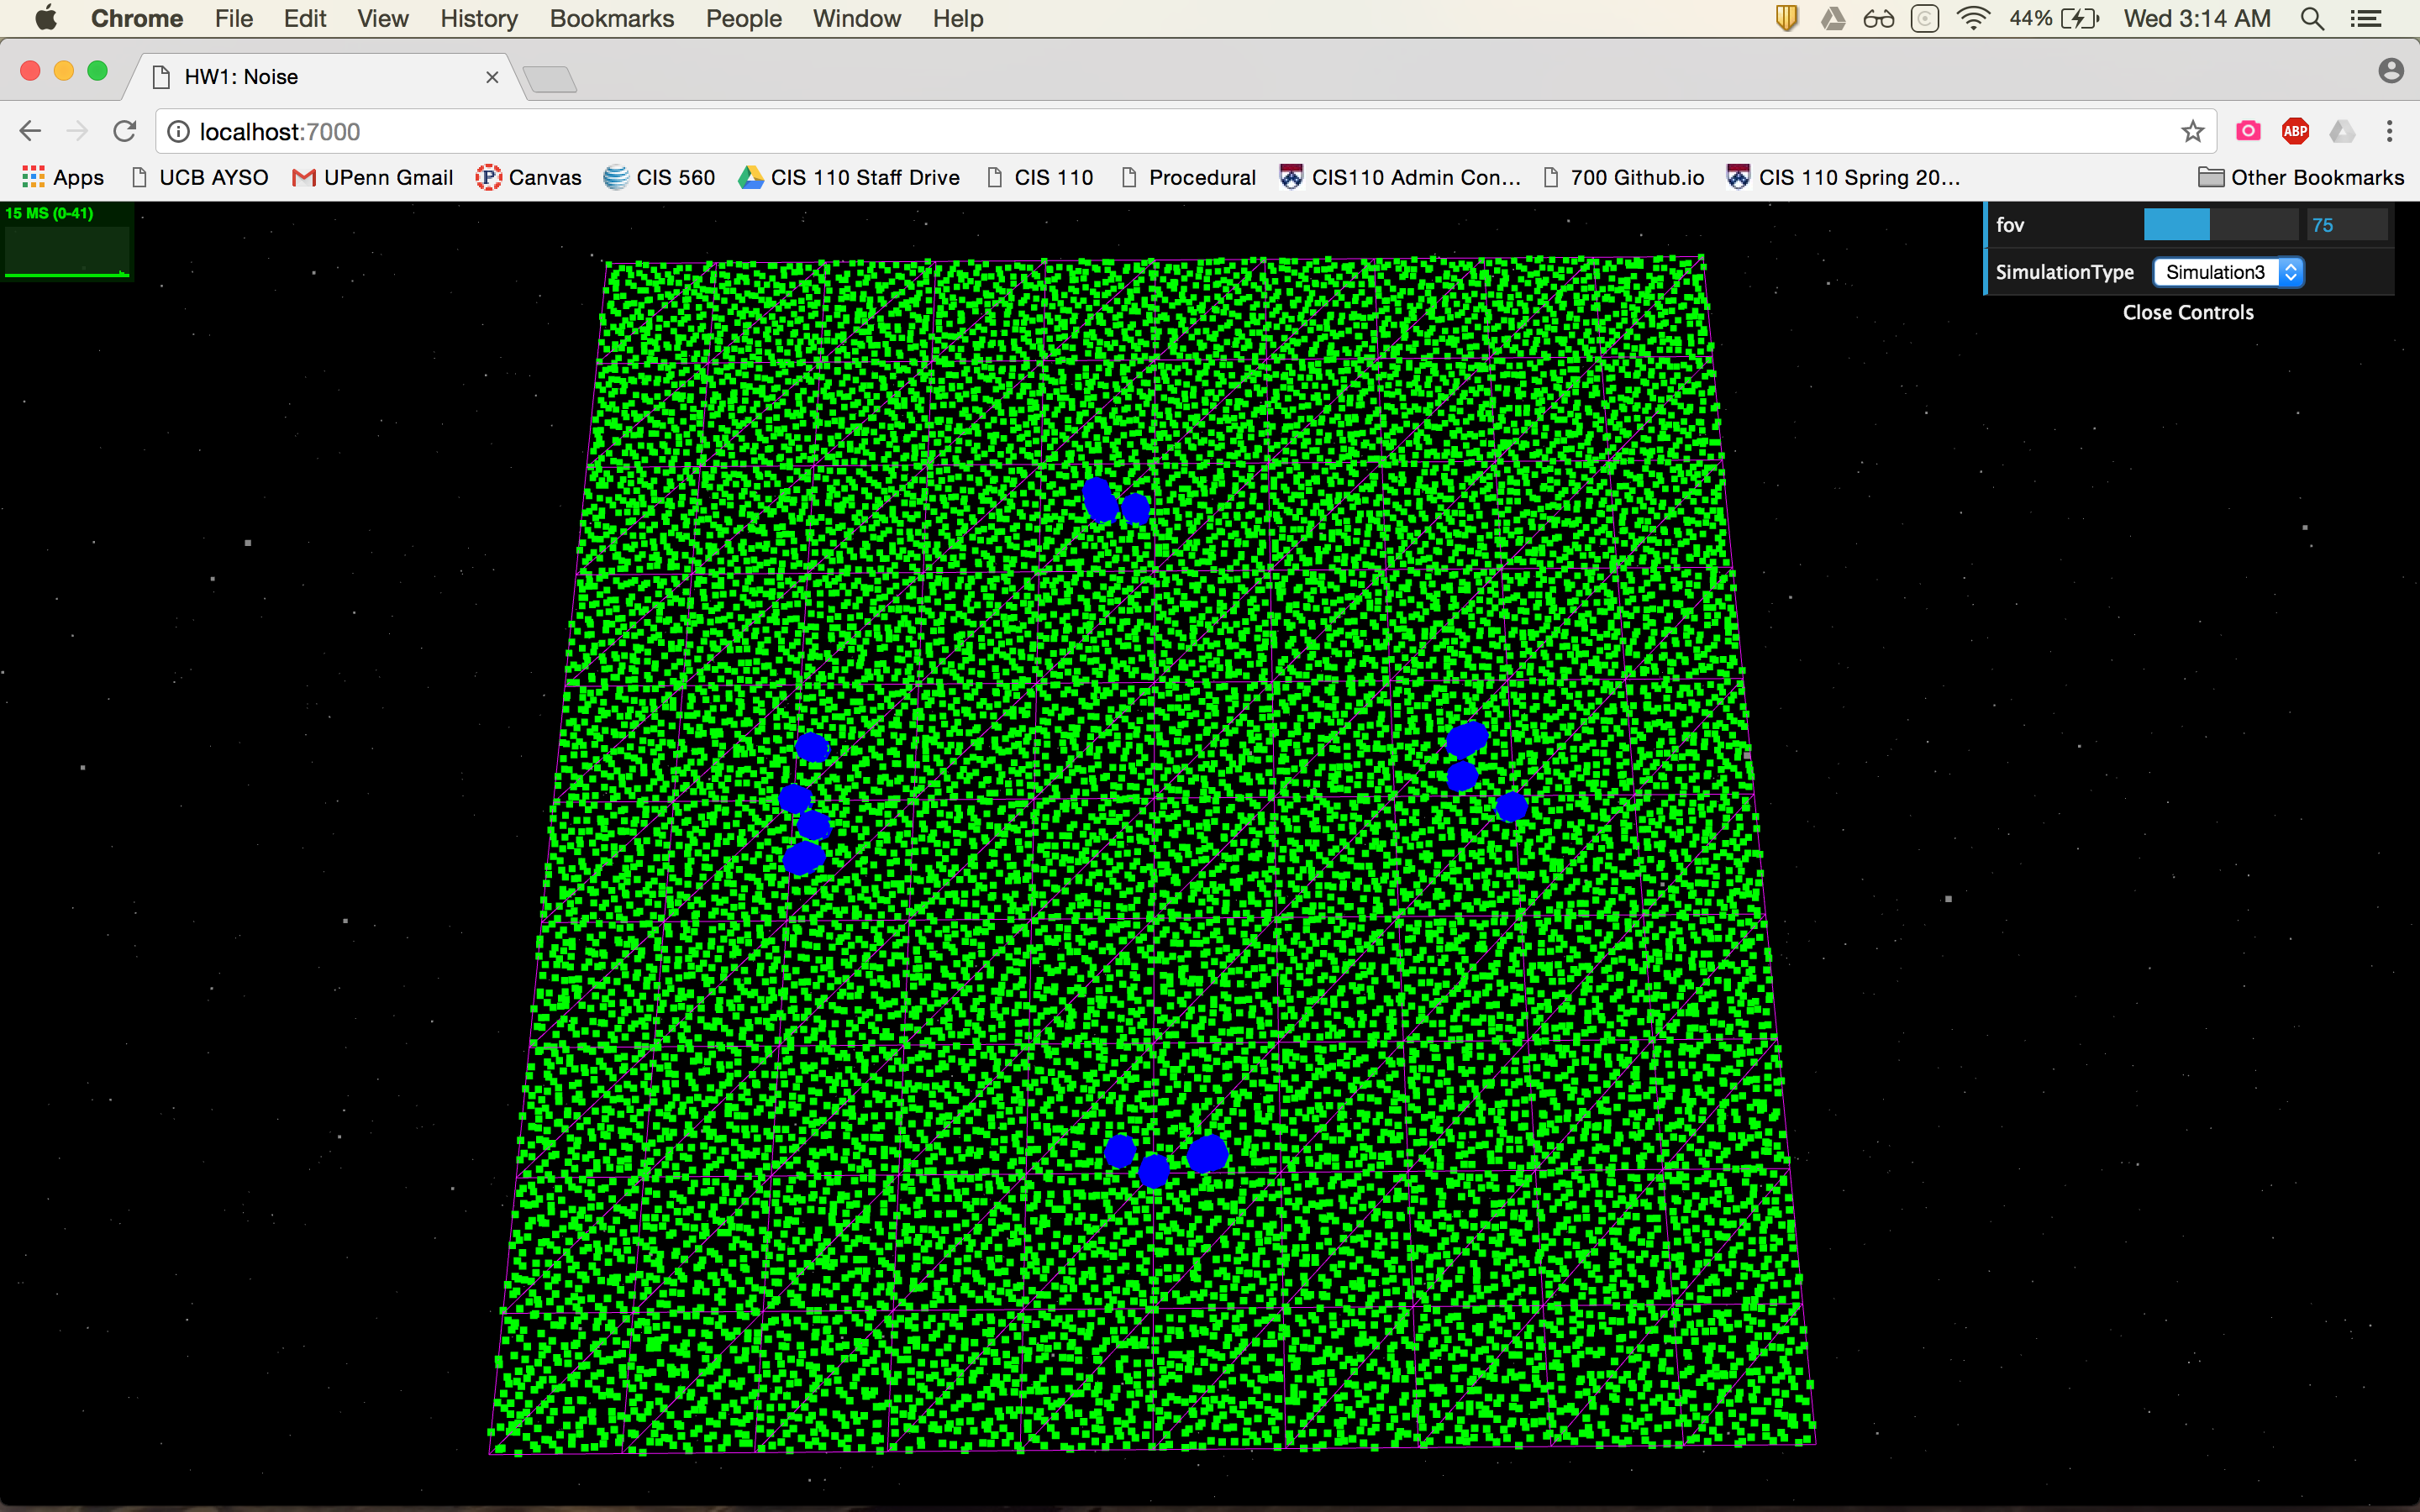 Chrome File Edit View History Bookmarks People Window Help 44% Wed 3:14 AM
HW1: Noise
localhost:7000 ABP
Apps UCB AYSO UPenn Gmail Canvas CIS 560 CIS 110 Staff Drive CIS 110 Procedural CIS110 Admin Con... 700 Github.io CIS 110 Spring 20... Other Bookmarks
15 MS (0-41)
fov 75
SimulationType Simulation3
Close Controls